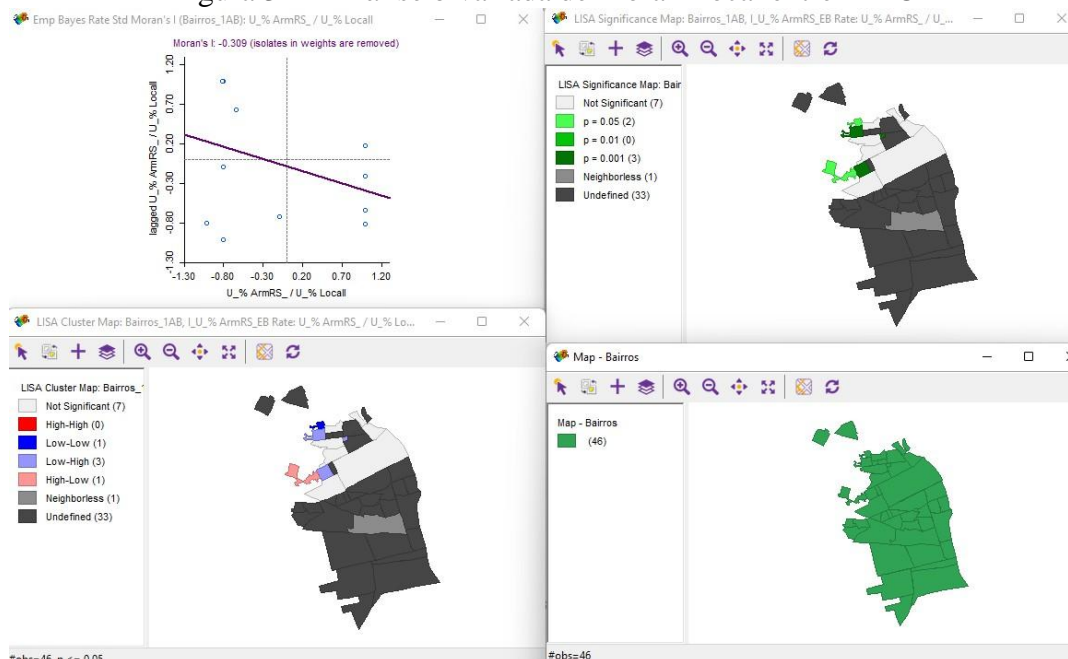 Emp Bayes Rate Std Moran's I (Bairros_1AB): U_% ArmRS_ / U_% Locall
Moran's I: -0.309 (isolates in weights are removed)
lagged U_% ArmRS_ / U_% Locall
1.20
0.70
0.20
-0.30
-0.80
-1.30
-1.30 -0.80 -0.30 0.20 0.70 1.20
U_% ArmRS_ / U_% Locall
LISA Significance Map: Bairros_1AB, I_U_% ArmRS_EB Rate: U_% ArmRS_ / U_...
LISA Significance Map: Bair
Not Significant (7)
p = 0.05 (2)
p = 0.01 (0)
p = 0.001 (3)
Neighborless (1)
Undefined (33)
LISA Cluster Map: Bairros_1AB, I_U_% ArmRS_EB Rate: U_% ArmRS_ / U_% Lo...
LISA Cluster Map: Bairros_1
Not Significant (7)
High-High (0)
Low-Low (1)
Low-High (3)
High-Low (1)
Neighborless (1)
Undefined (33)
#obs=46 p <= 0.05
Map - Bairros
Map - Bairros
(46)
#obs=46